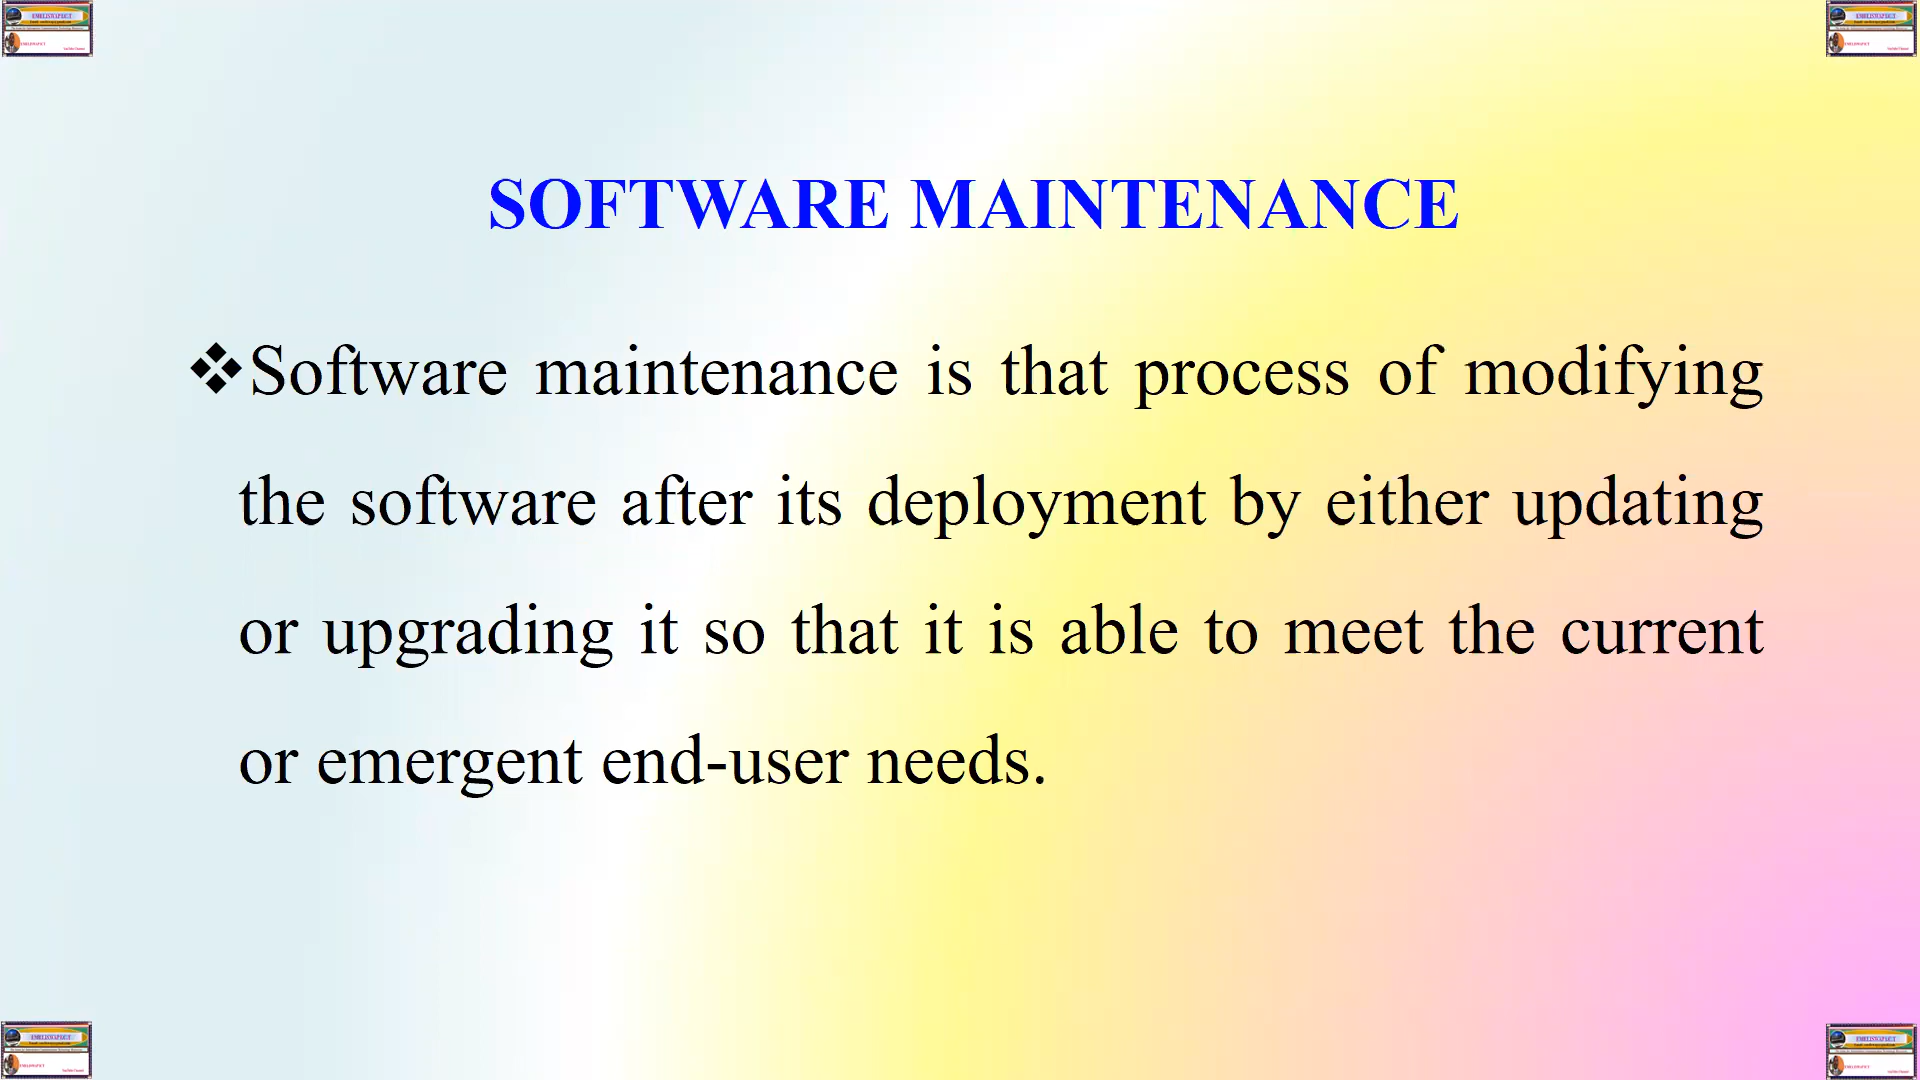 SOFTWARE MAINTENANCE
❖Software maintenance is that process of modifying
the software after its deployment by either updating
or upgrading it so that it is able to meet the current
or emergent end-user needs.